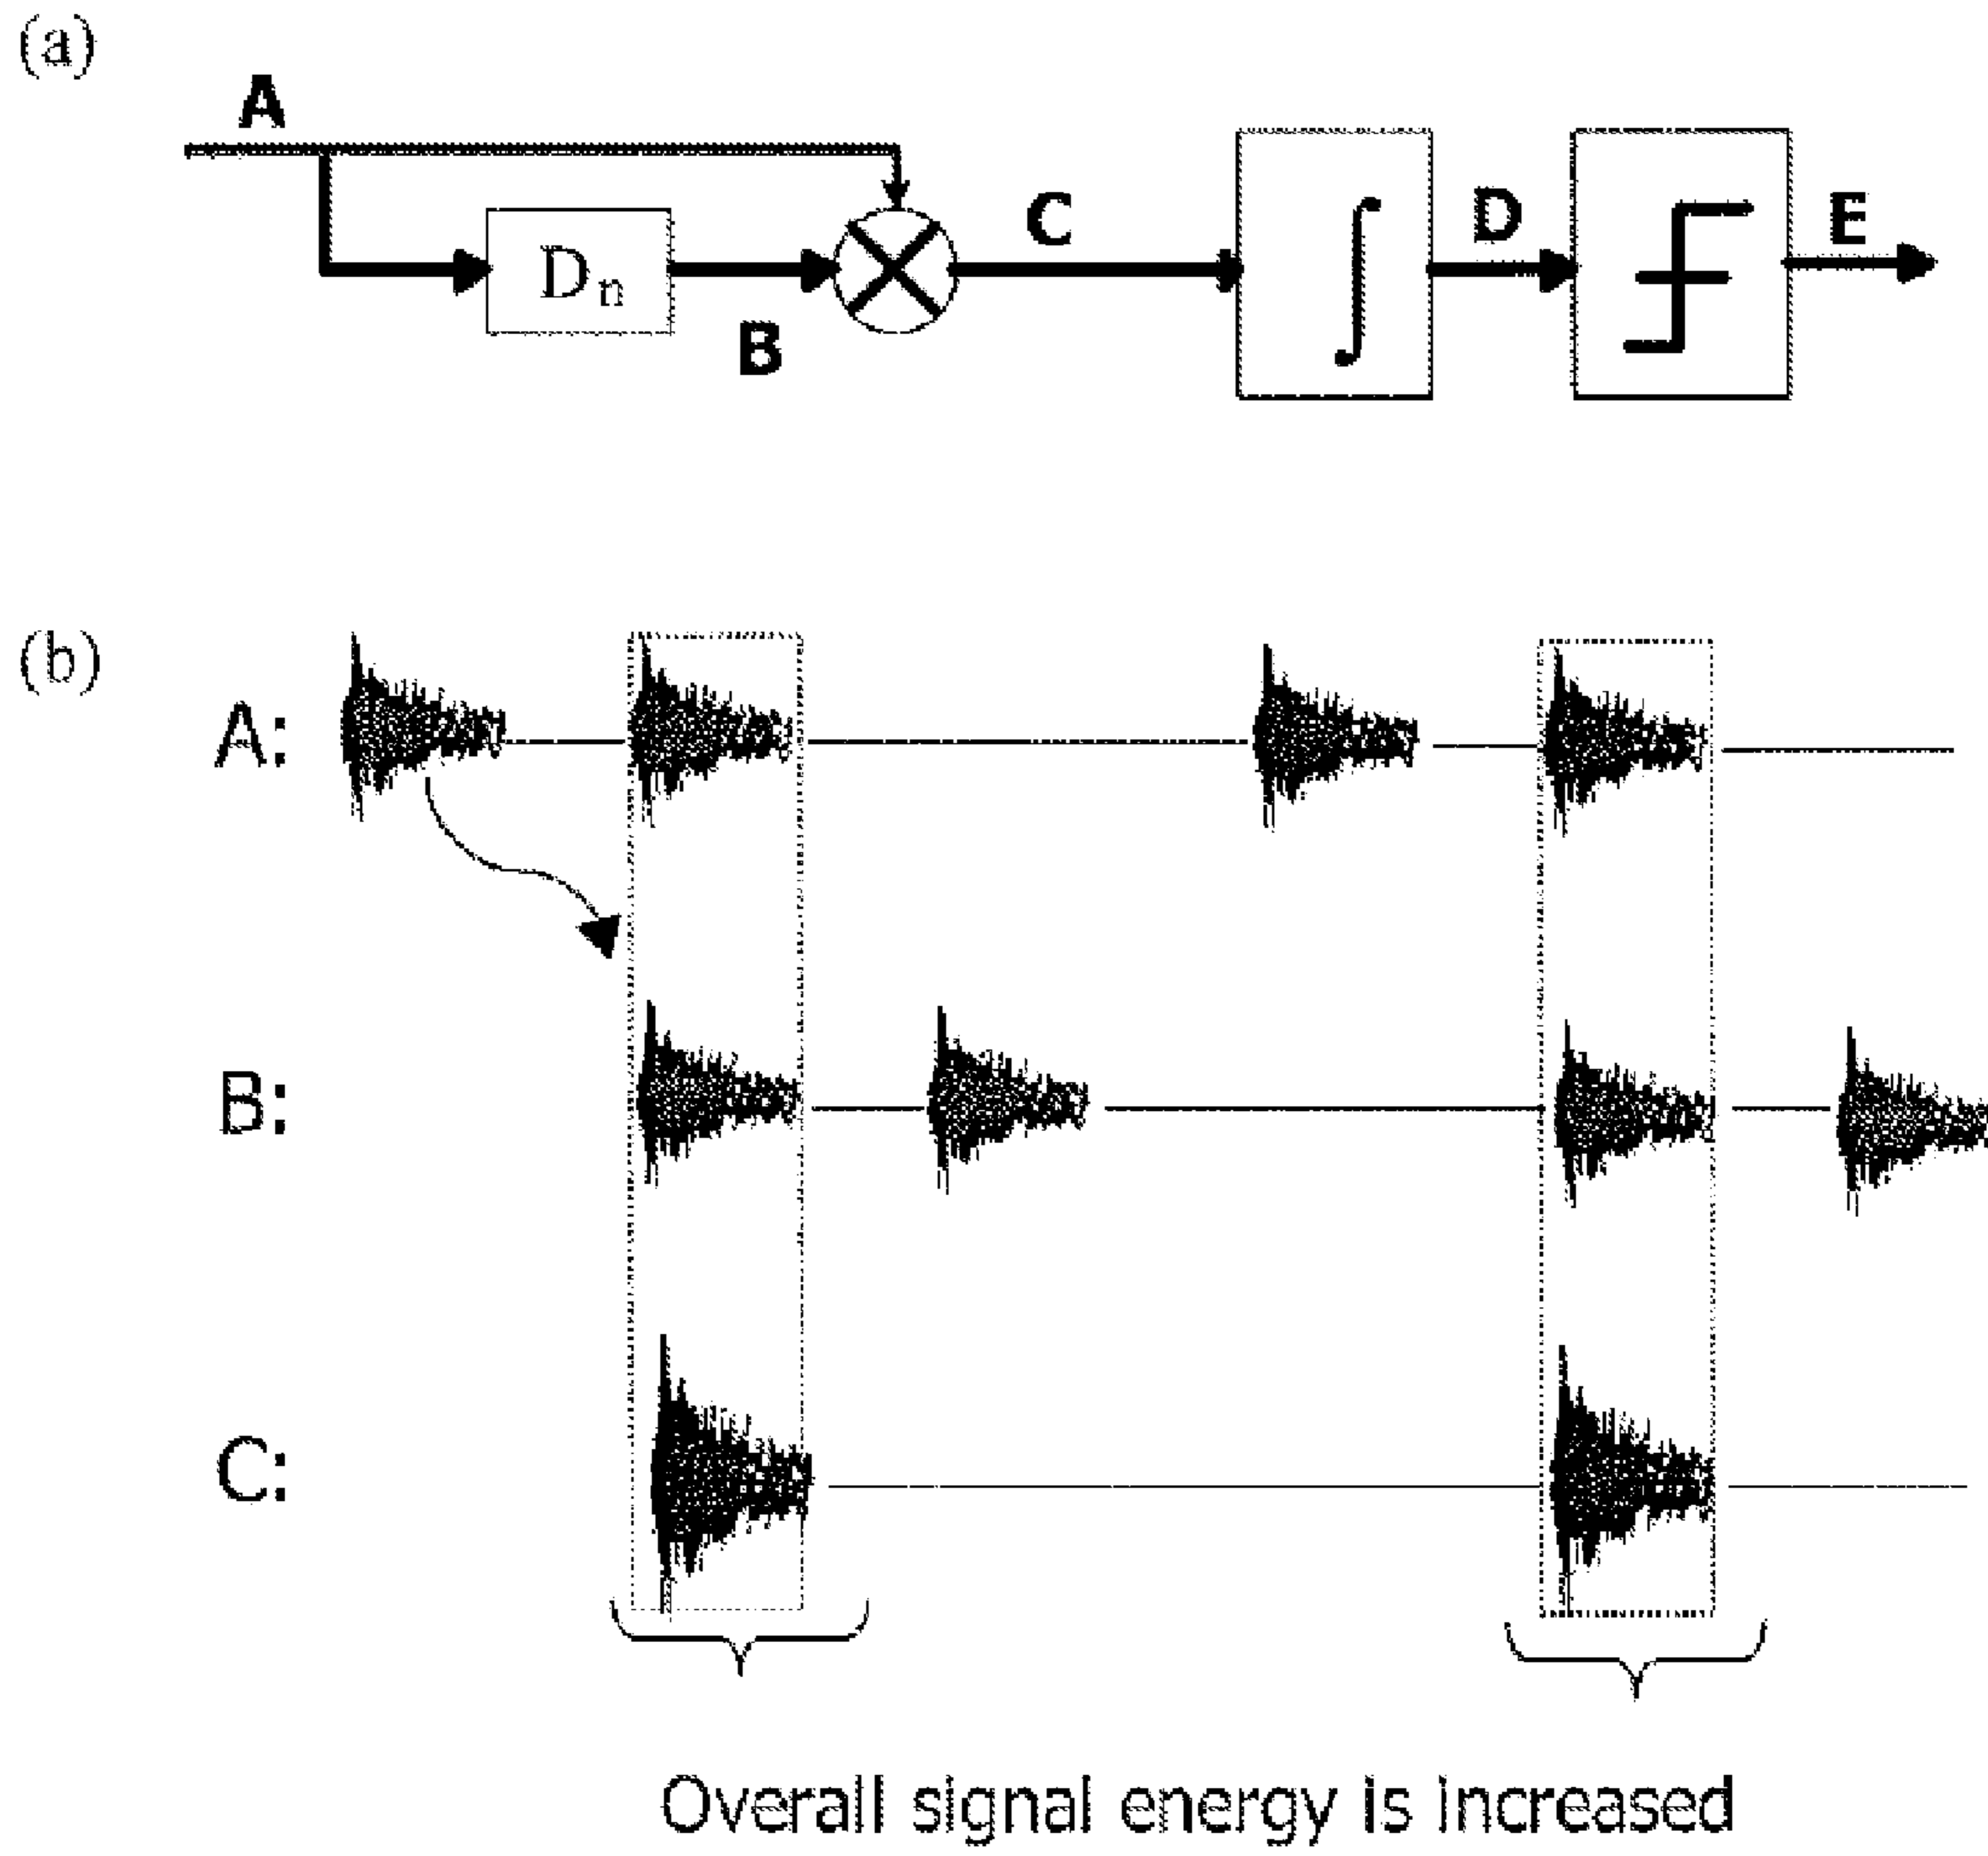 (a)
A
Dn
B
C
∫
D
E
(b)
A:
B:
C:
Overall signal energy is increased